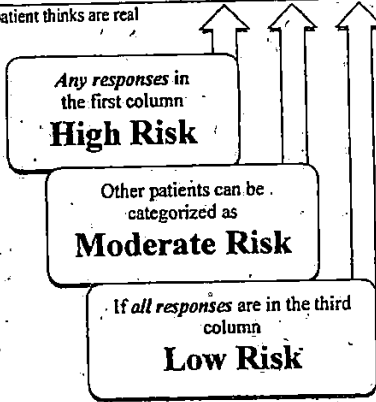 atient thinks are real
Any responses in
the first column
High Risk
Other patients can be
categorized as
Moderate Risk
If all responses are in the third
column
Low Risk